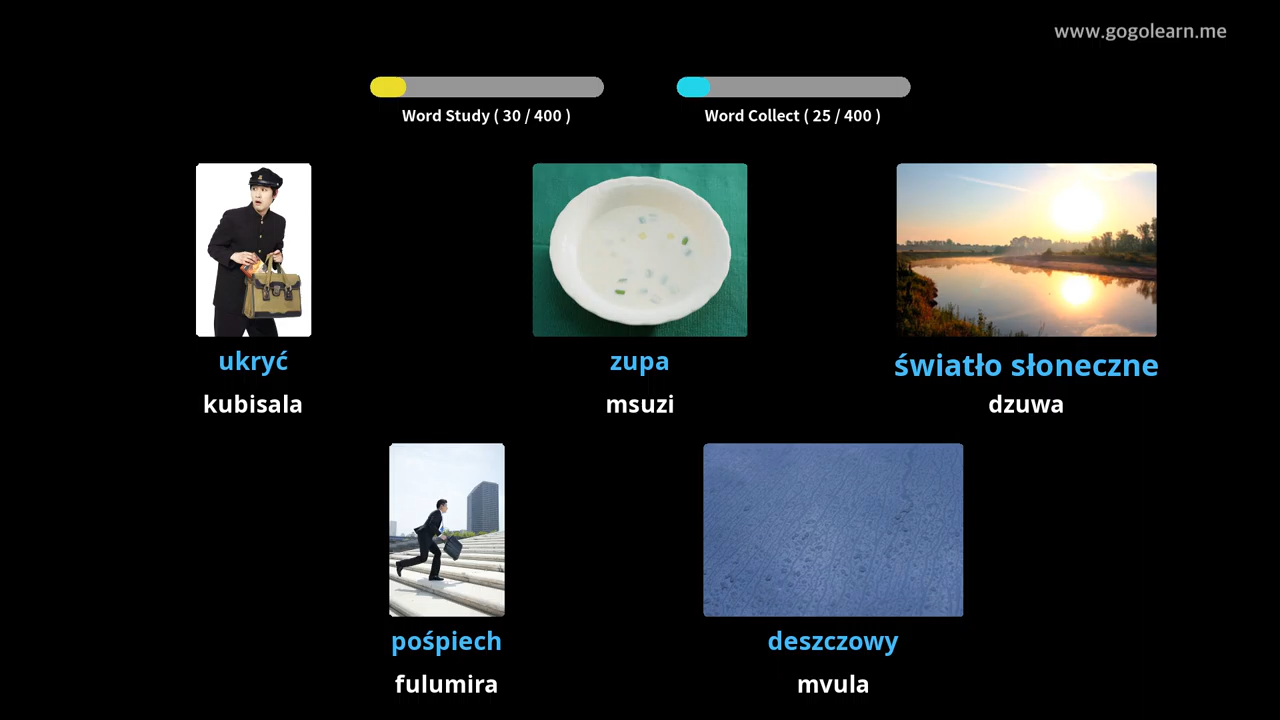 www.gogolearn.me
Word Study ( 30 / 400 )
Word Collect ( 25 / 400 )
ukryć
kubisala
zupa
msuzi
światło słoneczne
dzuwa
pośpiech
fulumira
deszczowy
mvula